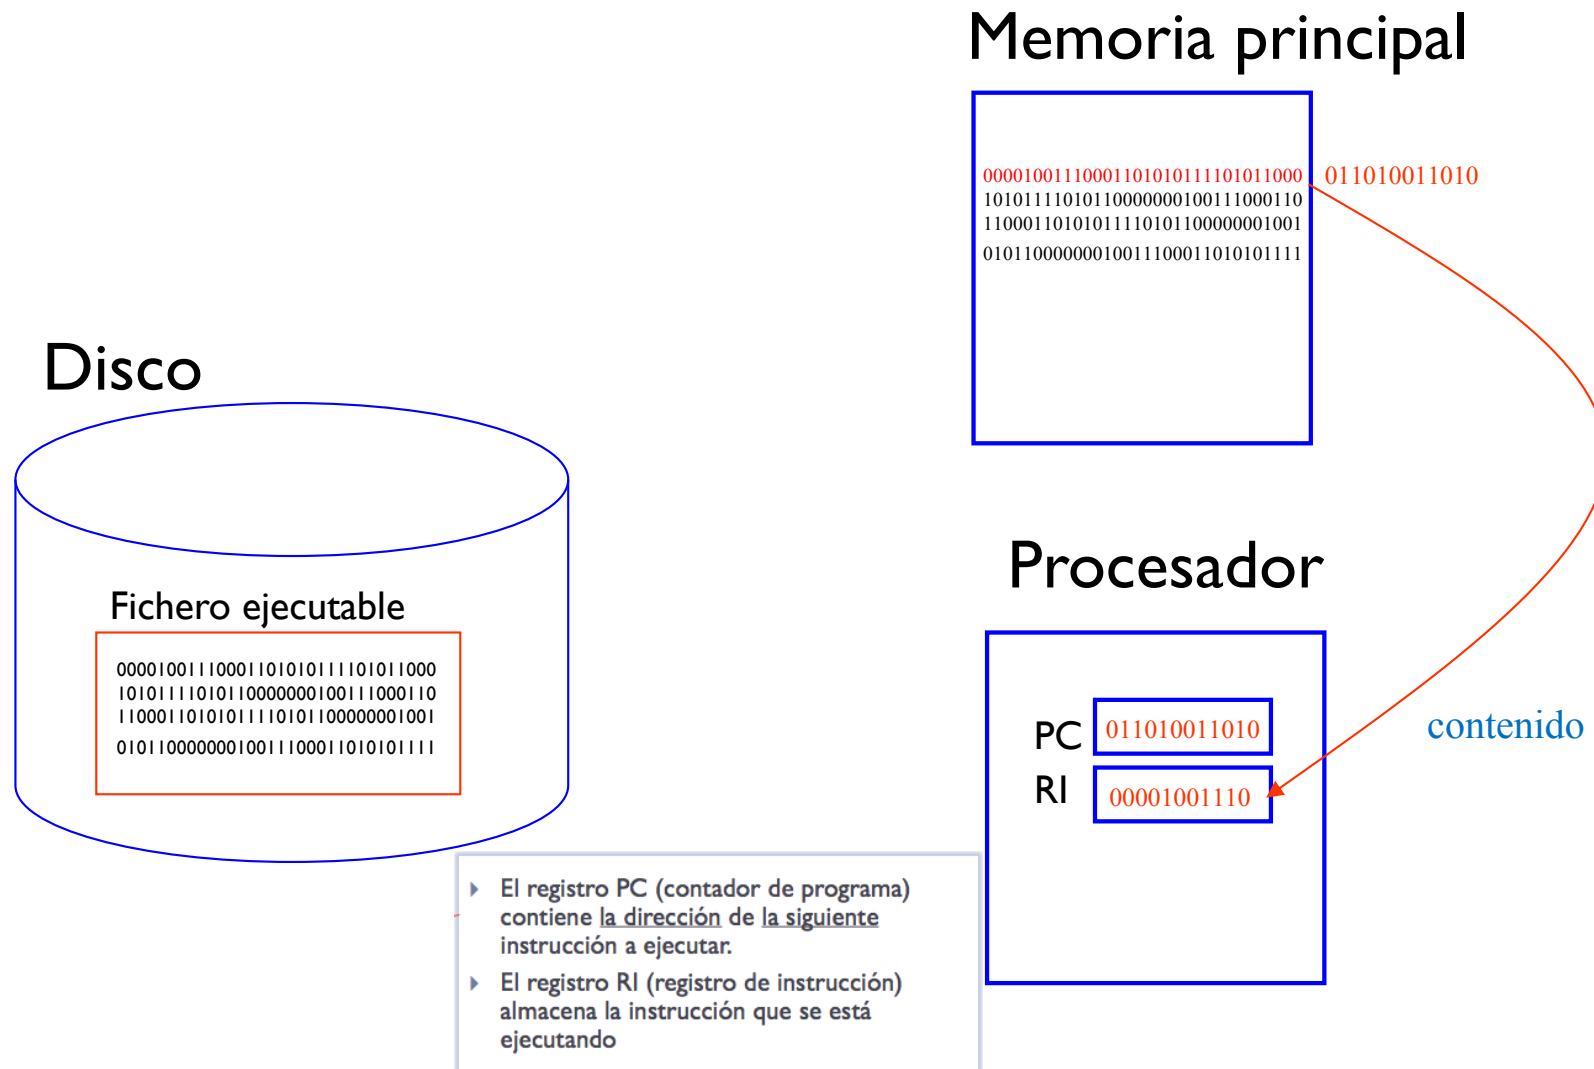 Memoria principal
00001001110001101010111101011000 011010011010
10101111010110000000100111000110
11000110101011110101100000001001
01011000000010011100011010101111
Disco
Fichero ejecutable
00001001110001101010111101011000
10101111010110000000100111000110
11000110101011110101100000001001
01011000000010011100011010101111
Procesador
PC 011010011010
RI 00001001110
contenido
El registro PC (contador de programa)
contiene la dirección de la siguiente
instrucción a ejecutar.
El registro RI (registro de instrucción)
almacena la instrucción que se está
ejecutando